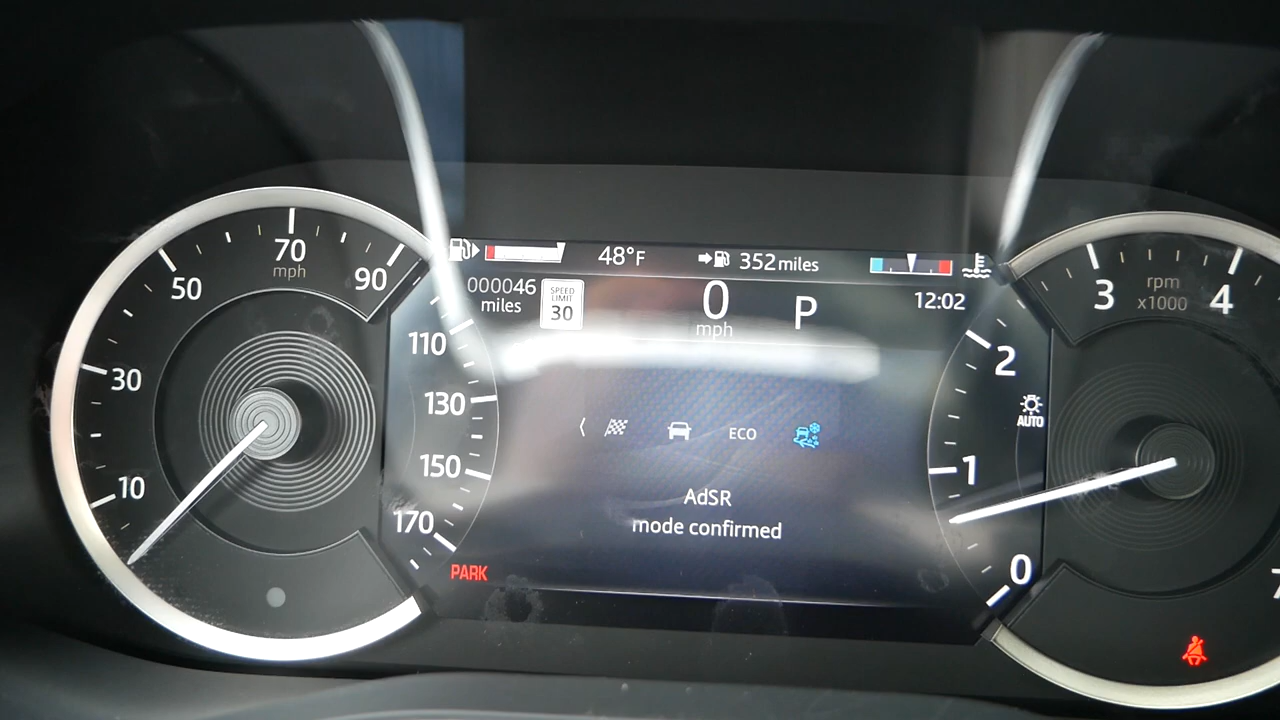 70
mph
50
90
30
10
110
130
150
170
PARK
48°F
352 miles
000046
miles
SPEED
LIMIT
30
0
mph
P
12:02
ECO
AdSR
mode confirmed
rpm
x1000
3
4
2
AUTO
1
0
7